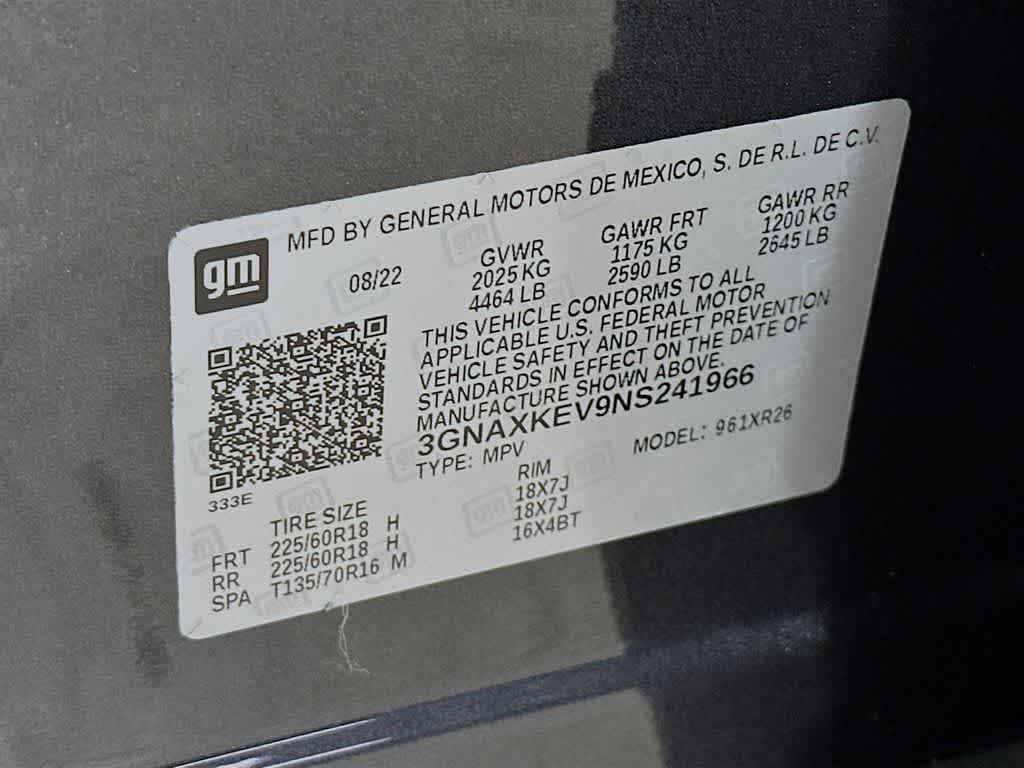 gm
MFD BY GENERAL MOTORS DE MEXICO, S. DE R.L. DE C.V.
08/22
GVWR
2025 KG
4464 LB
GAWR FRT
1175 KG
2590 LB
GAWR RR
1200 KG
2645 LB
THIS VEHICLE CONFORMS TO ALL
APPLICABLE U.S. FEDERAL MOTOR
VEHICLE SAFETY AND THEFT PREVENTION
STANDARDS IN EFFECT ON THE DATE OF
MANUFACTURE SHOWN ABOVE.
3GNAXKEV9NS241966
TYPE: MPV
MODEL: 961XR26
333E
TIRE SIZE RIM
FRT 225/60R18 H 18X7J
RR 225/60R18 H 18X7J
SPA T135/70R16 M 16X4BT